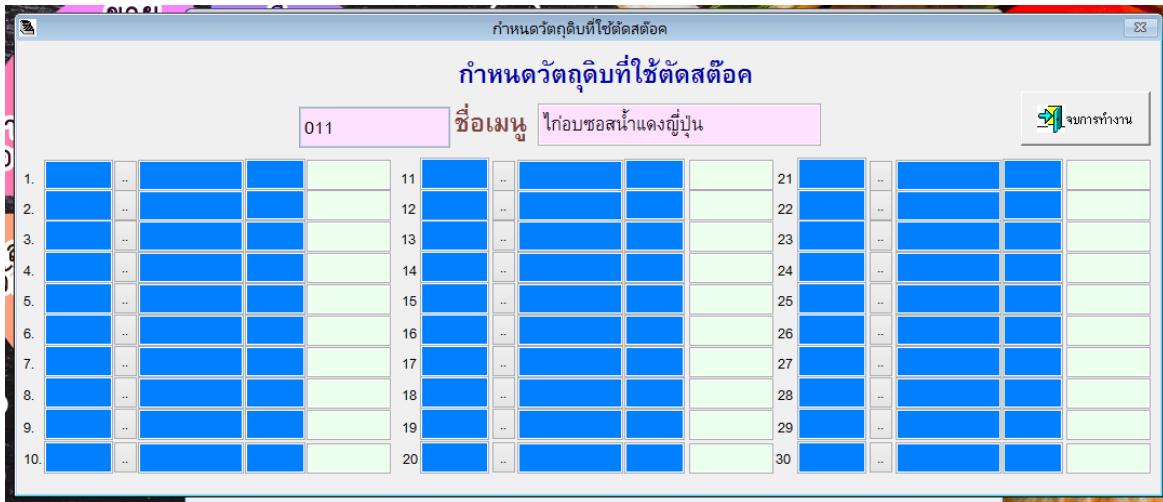 ขาย
กำหนดวัตถุดิบที่ใช้ตัดสต๊อค
กำหนดวัตถุดิบที่ใช้ตัดสต๊อค
011 ชื่อเมนู ไก่อบซอสน้ำแดงญี่ปุ่น จบการทำงาน
1. .. 11 .. 21 ..
2. .. 12 .. 22 ..
3. .. 13 .. 23 ..
4. .. 14 .. 24 ..
5. .. 15 .. 25 ..
6. .. 16 .. 26 ..
7. .. 17 .. 27 ..
8. .. 18 .. 28 ..
9. .. 19 .. 29 ..
10. .. 20 .. 30 ..